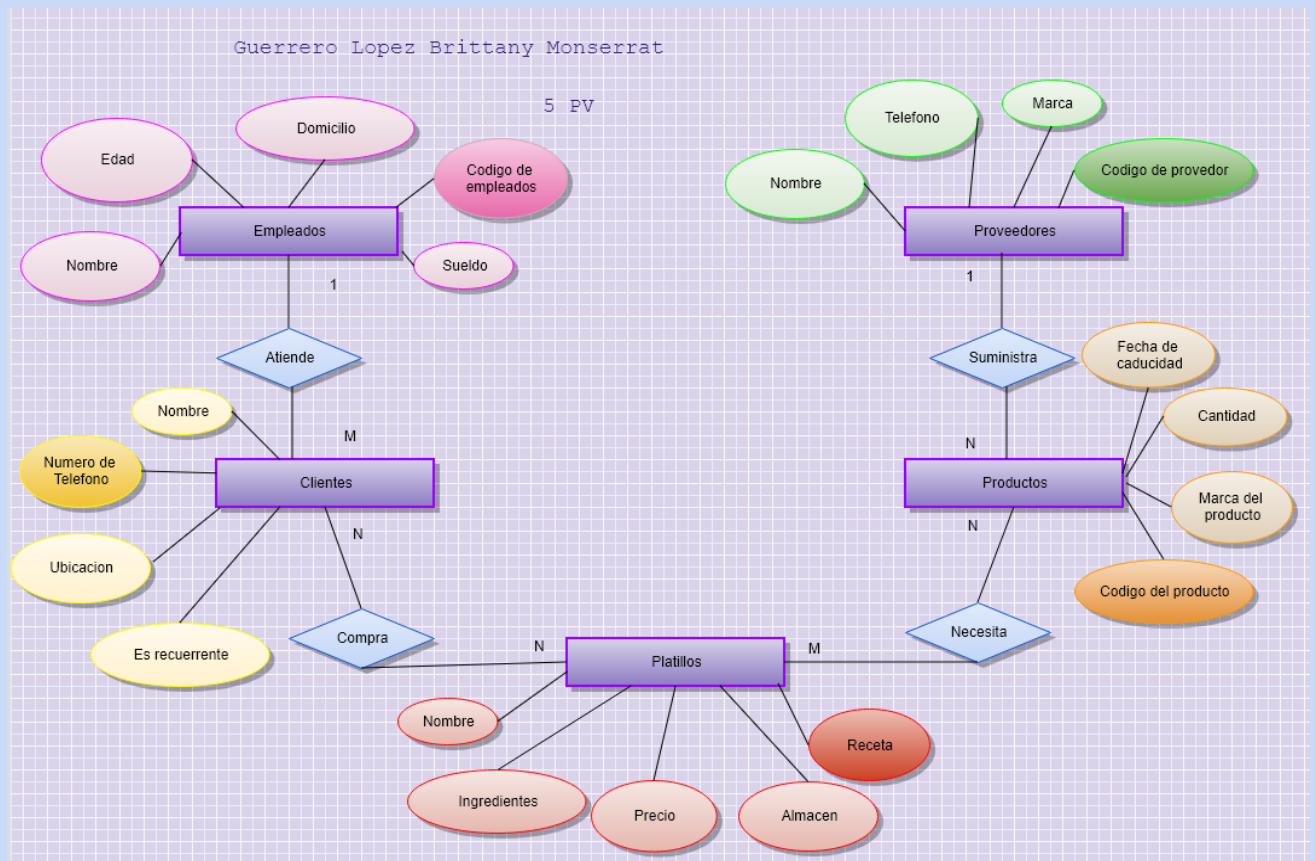 Guerrero Lopez Brittany Monserrat
5 PV
Edad
Domicilio
Codigo de
empleados
Empleados
Nombre
Sueldo
1
Atiende
M
Nombre
Numero de
Telefono
Clientes
Ubicacion
Es recuerrente
N
Compra
N
Platillos
M
Nombre
Ingredientes
Precio
Almacen
Receta
Telefono
Marca
Nombre
Codigo de provedor
Proveedores
1
Suministra
Fecha de
caducidad
Cantidad
N
Productos
N
Marca del
producto
Codigo del producto
Necesita